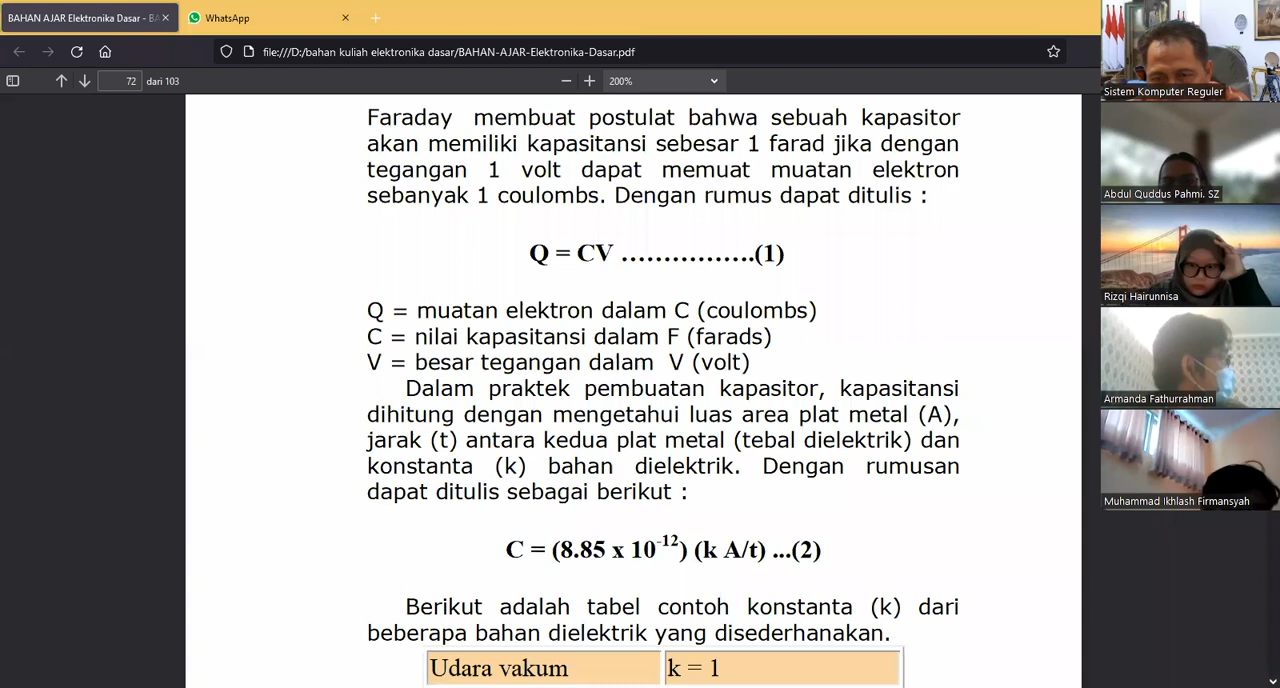 BAHAN AJAR Elektronika Dasar - BA
WhatsApp
file:///D:/bahan kuliah elektronika dasar/BAHAN-AJAR-Elektronika-Dasar.pdf
72 dari 103
200%
Faraday membuat postulat bahwa sebuah kapasitor
akan memiliki kapasitansi sebesar 1 farad jika dengan
tegangan 1 volt dapat memuat muatan elektron
sebanyak 1 coulombs. Dengan rumus dapat ditulis :
Q = CV …………….(1)
Q = muatan elektron dalam C (coulombs)
C = nilai kapasitansi dalam F (farads)
V = besar tegangan dalam V (volt)
Dalam praktek pembuatan kapasitor, kapasitansi
dihitung dengan mengetahui luas area plat metal (A),
jarak (t) antara kedua plat metal (tebal dielektrik) dan
konstanta (k) bahan dielektrik. Dengan rumusan
dapat ditulis sebagai berikut :
C = (8.85 x 10⁻¹²) (k A/t) ...(2)
Berikut adalah tabel contoh konstanta (k) dari
beberapa bahan dielektrik yang disederhanakan.
Udara vakum k = 1
Sistem Komputer Reguler
Abdul Quddus Pahmi. SZ
Rizqi Hairunnisa
Armanda Fathurrahman
Muhammad Ikhlash Firmansyah